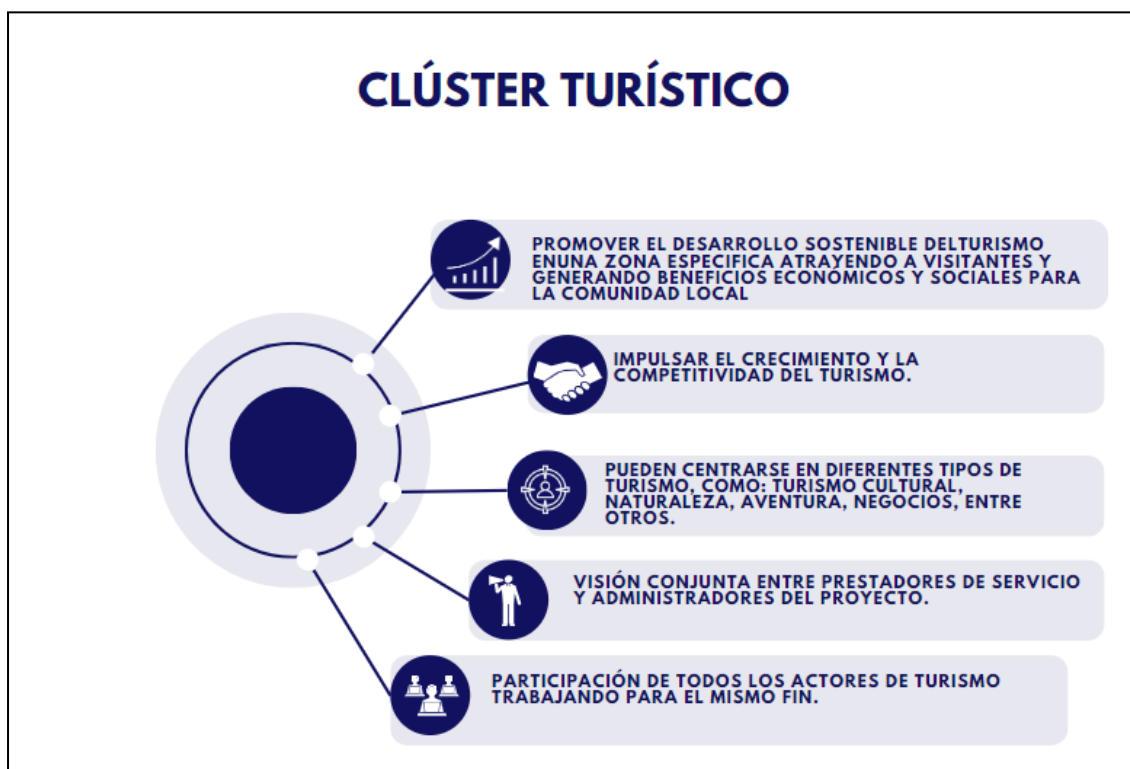 CLÚSTER TURÍSTICO
PROMOVER EL DESARROLLO SOSTENIBLE DELTURISMO
ENUNA ZONA ESPECIFICA ATRAYENDO A VISITANTES Y
GENERANDO BENEFICIOS ECONÓMICOS Y SOCIALES PARA
LA COMUNIDAD LOCAL
IMPULSAR EL CRECIMIENTO Y LA
COMPETITIVIDAD DEL TURISMO.
PUEDEN CENTRARSE EN DIFERENTES TIPOS DE
TURISMO, COMO: TURISMO CULTURAL,
NATURALEZA, AVENTURA, NEGOCIOS, ENTRE
OTROS.
VISIÓN CONJUNTA ENTRE PRESTADORES DE SERVICIO
Y ADMINISTRADORES DEL PROYECTO.
PARTICIPACIÓN DE TODOS LOS ACTORES DE TURISMO
TRABAJANDO PARA EL MISMO FIN.